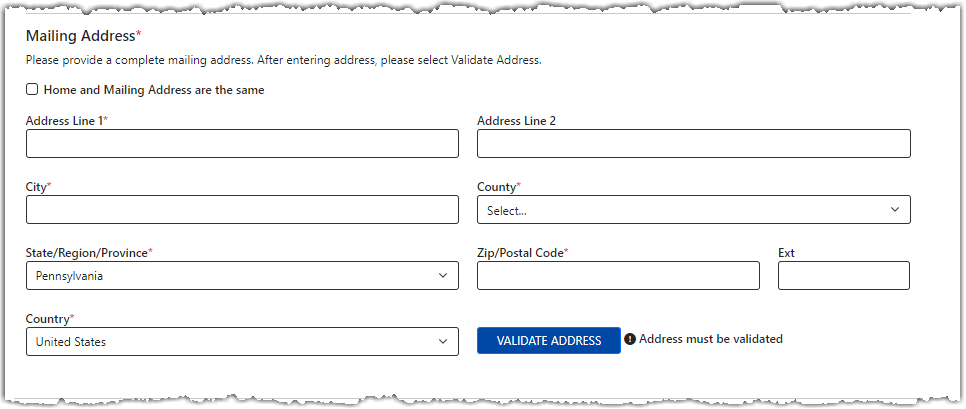 Mailing Address*
Please provide a complete mailing address. After entering address, please select Validate Address.
Home and Mailing Address are the same
Address Line 1*
Address Line 2
City*
County*
Select...
State/Region/Province*
Zip/Postal Code*
Ext
Pennsylvania
Country*
United States
VALIDATE ADDRESS
Address must be validated